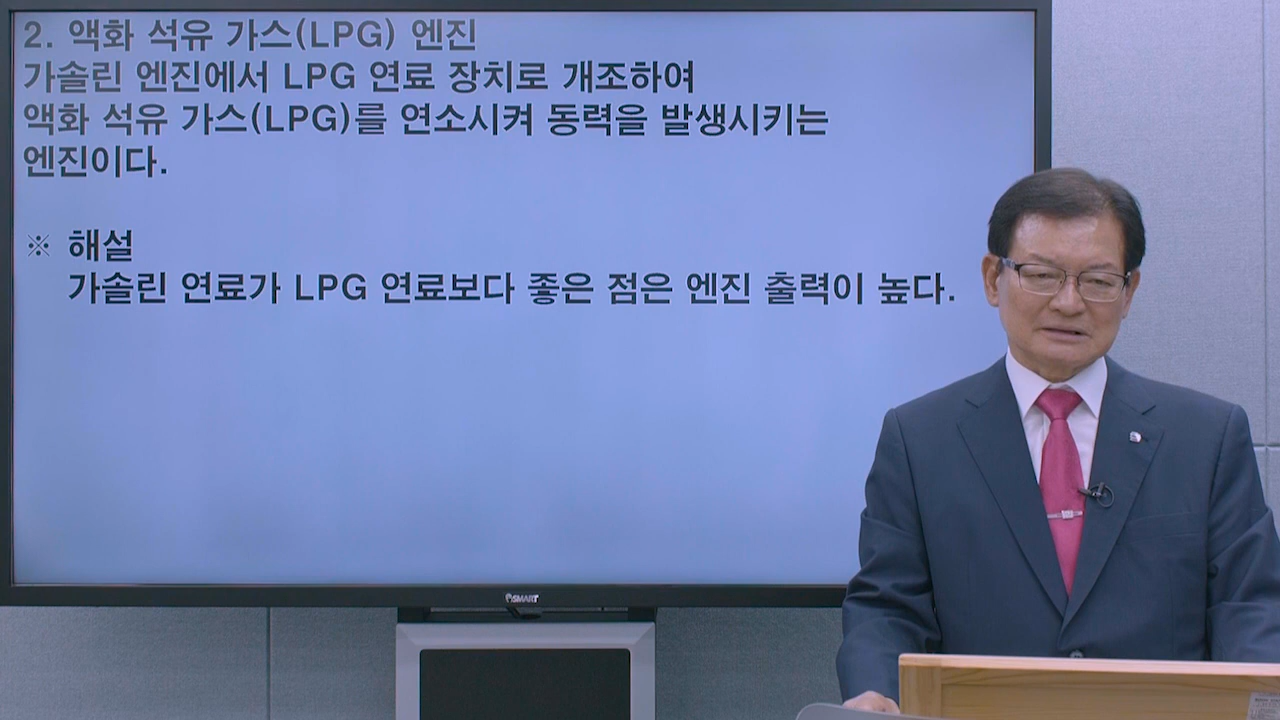 2. 액화 석유 가스(LPG) 엔진
가솔린 엔진에서 LPG 연료 장치로 개조하여
액화 석유 가스(LPG)를 연소시켜 동력을 발생시키는
엔진이다.
※ 해설
가솔린 연료가 LPG 연료보다 좋은 점은 엔진 출력이 높다.
SMART